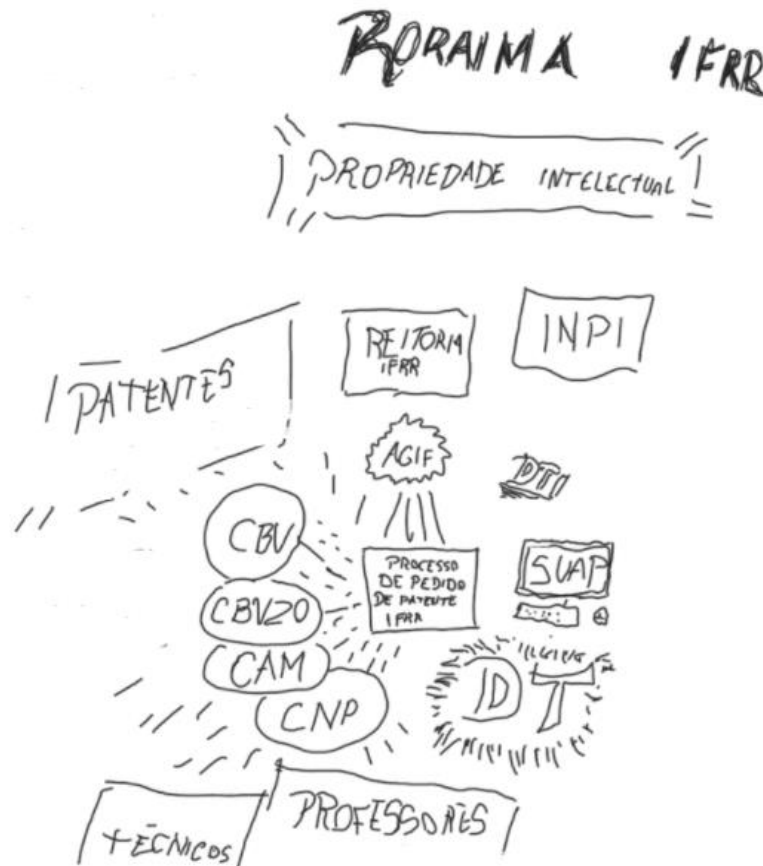 RORAIMA IFRR
PROPRIEDADE INTELECTUAL
PATENTES
REITORIA
IFRR
INPI
AGIF
DTI
CBV
PROCESSO
DE PEDIDO
DE PATENTE
IFRR
SUAP
CBVZO
CAM
CNP
IDT
TÉCNICOS
PROFESSORES